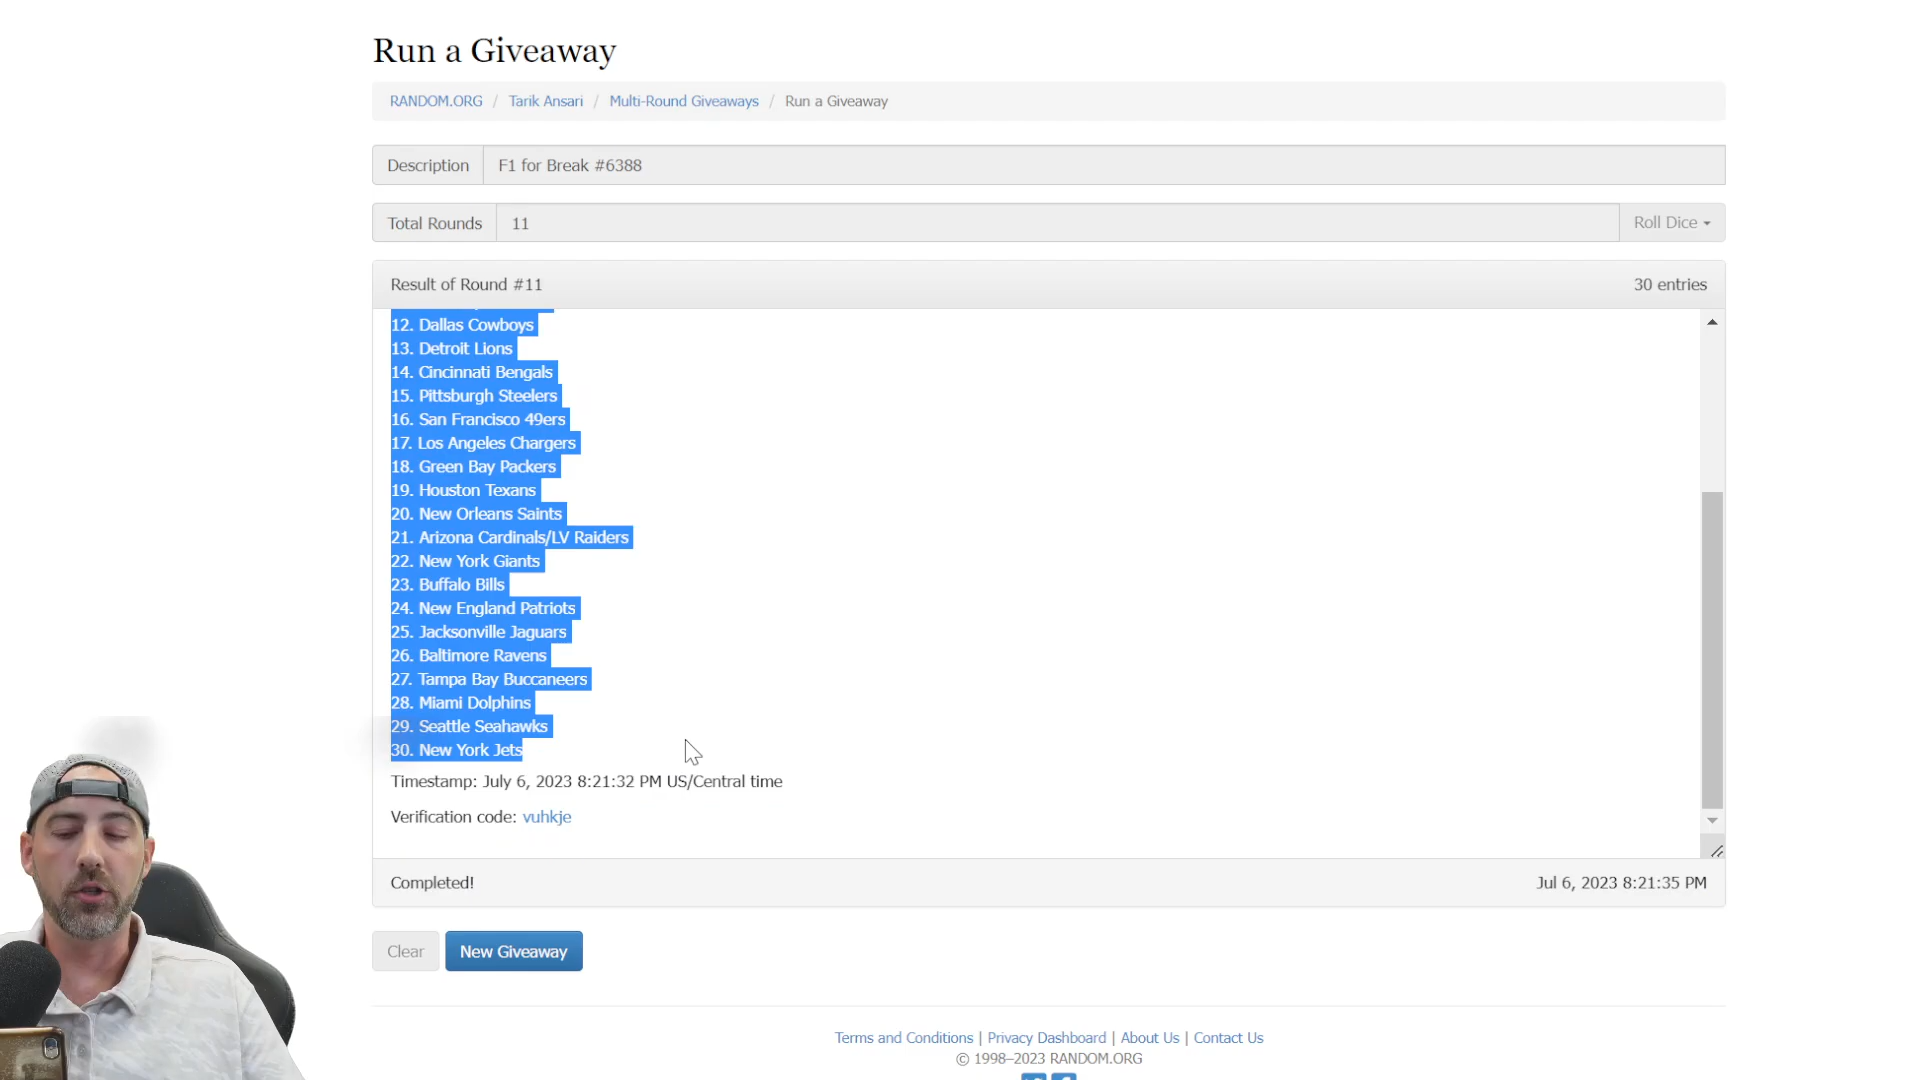 Run a Giveaway
RANDOM.ORG / Tarik Ansari / Multi-Round Giveaways / Run a Giveaway
Description F1 for Break #6388
Total Rounds 11 Roll Dice
Result of Round #11 30 entries
12. Dallas Cowboys
13. Detroit Lions
14. Cincinnati Bengals
15. Pittsburgh Steelers
16. San Francisco 49ers
17. Los Angeles Chargers
18. Green Bay Packers
19. Houston Texans
20. New Orleans Saints
21. Arizona Cardinals/LV Raiders
22. New York Giants
23. Buffalo Bills
24. New England Patriots
25. Jacksonville Jaguars
26. Baltimore Ravens
27. Tampa Bay Buccaneers
28. Miami Dolphins
29. Seattle Seahawks
30. New York Jets
Timestamp: July 6, 2023 8:21:32 PM US/Central time
Verification code: vuhkje
Completed! Jul 6, 2023 8:21:35 PM
Clear New Giveaway
Terms and Conditions | Privacy Dashboard | About Us | Contact Us
© 1998–2023 RANDOM.ORG